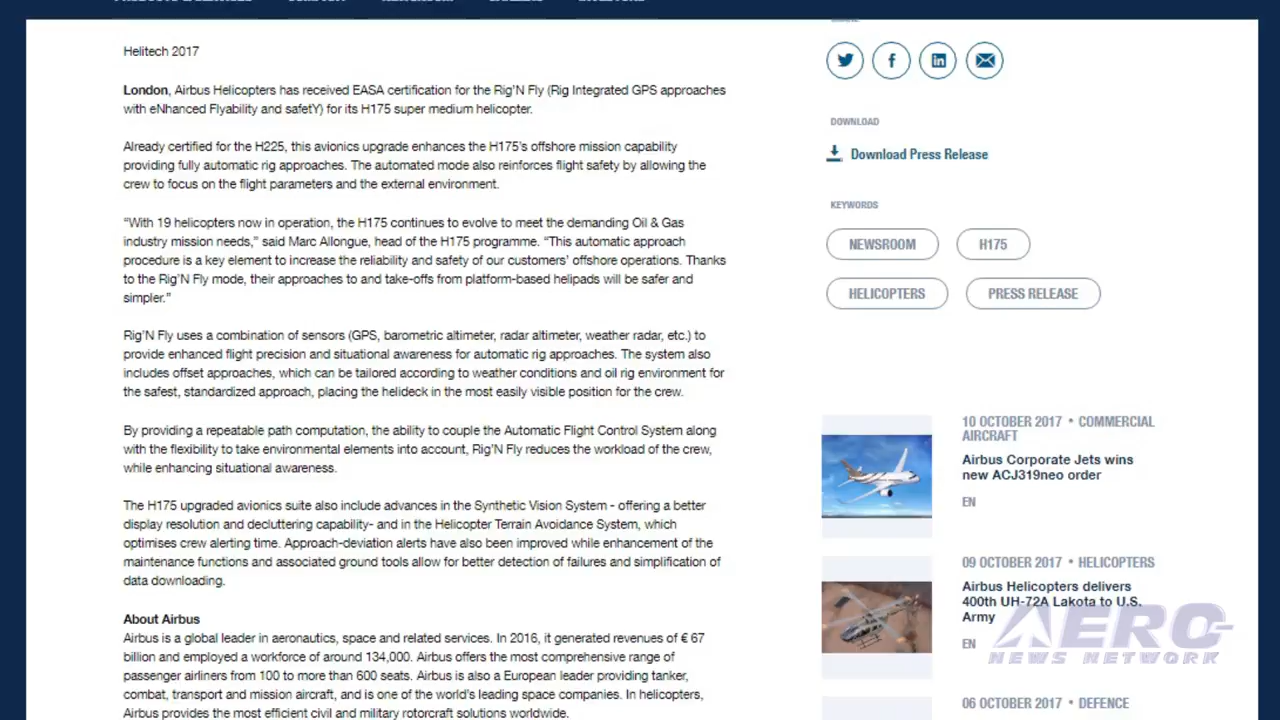 Helitech 2017
London, Airbus Helicopters has received EASA certification for the Rig'N Fly (Rig Integrated GPS approaches
with eNhanced Flyability and safetY) for its H175 super medium helicopter.
Already certified for the H225, this avionics upgrade enhances the H175's offshore mission capability
providing fully automatic rig approaches. The automated mode also reinforces flight safety by allowing the
crew to focus on the flight parameters and the external environment.
“With 19 helicopters now in operation, the H175 continues to evolve to meet the demanding Oil & Gas
industry mission needs,” said Marc Allongue, head of the H175 programme. “This automatic approach
procedure is a key element to increase the reliability and safety of our customers’ offshore operations. Thanks
to the Rig’N Fly mode, their approaches to and take-offs from platform-based helipads will be safer and
simpler.”
Rig’N Fly uses a combination of sensors (GPS, barometric altimeter, radar altimeter, weather radar, etc.) to
provide enhanced flight precision and situational awareness for automatic rig approaches. The system also
includes offset approaches, which can be tailored according to weather conditions and oil rig environment for
the safest, standardized approach, placing the helideck in the most easily visible position for the crew.
By providing a repeatable path computation, the ability to couple the Automatic Flight Control System along
with the flexibility to take environmental elements into account, Rig’N Fly reduces the workload of the crew,
while enhancing situational awareness.
The H175 upgraded avionics suite also include advances in the Synthetic Vision System - offering a better
display resolution and decluttering capability- and in the Helicopter Terrain Avoidance System, which
optimises crew alerting time. Approach-deviation alerts have also been improved while enhancement of the
maintenance functions and associated ground tools allow for better detection of failures and simplification of
data downloading.
About Airbus
Airbus is a global leader in aeronautics, space and related services. In 2016, it generated revenues of € 67
billion and employed a workforce of around 134,000. Airbus offers the most comprehensive range of
passenger airliners from 100 to more than 600 seats. Airbus is also a European leader providing tanker,
combat, transport and mission aircraft, and is one of the world's leading space companies. In helicopters,
Airbus provides the most efficient civil and military rotorcraft solutions worldwide.
DOWNLOAD
Download Press Release
KEYWORDS
NEWSROOM
H175
HELICOPTERS
PRESS RELEASE
10 OCTOBER 2017 • COMMERCIAL
AIRCRAFT
Airbus Corporate Jets wins
new ACJ319neo order
EN
09 OCTOBER 2017 • HELICOPTERS
Airbus Helicopters delivers
400th UH-72A Lakota to U.S.
Army
EN
06 OCTOBER 2017 • DEFENCE
AERO
NEWS NETWORK